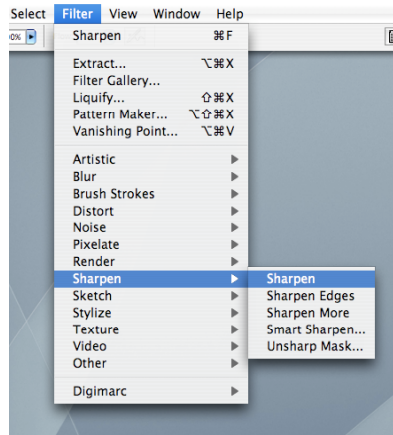 Select Filter View Window Help
0%
Sharpen ⌘F
Extract... ⌥⌘X
Filter Gallery...
Liquify... ⇧⌘X
Pattern Maker... ⌥⇧⌘X
Vanishing Point... ⌥⌘V
Artistic
Blur
Brush Strokes
Distort
Noise
Pixelate
Render
Sharpen
Sketch
Stylize
Texture
Video
Other
Digimarc
Sharpen
Sharpen Edges
Sharpen More
Smart Sharpen...
Unsharp Mask...